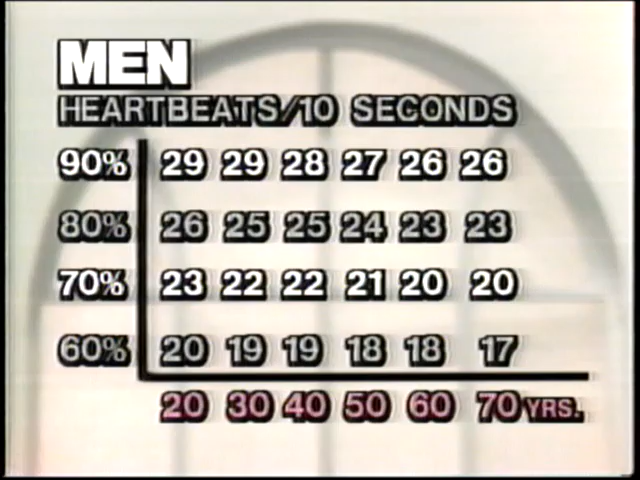 MEN
HEARTBEATS/10 SECONDS
90% 29 29 28 27 26 26
80% 26 25 25 24 23 23
70% 23 22 22 21 20 20
60% 20 19 19 18 18 17
20 30 40 50 60 70 YRS.